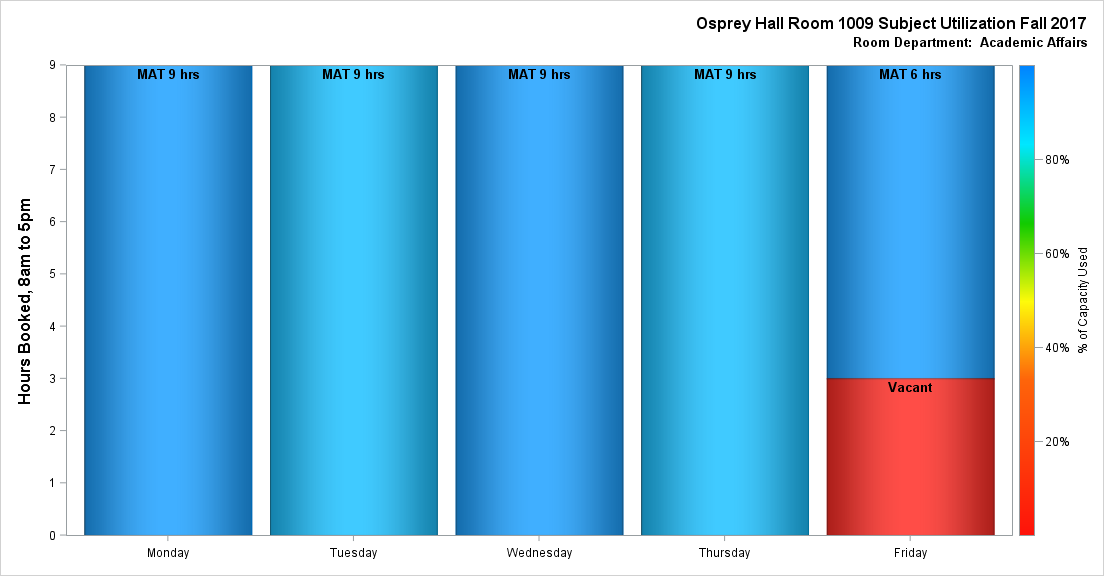 Osprey Hall Room 1009 Subject Utilization Fall 2017
Room Department:  Academic Affairs
Hours Booked, 8am to 5pm
9
8
7
6
5
4
3
2
1
0
MAT 9 hrs
MAT 9 hrs
MAT 9 hrs
MAT 9 hrs
MAT 6 hrs
Vacant
Monday
Tuesday
Wednesday
Thursday
Friday
80%
60%
40%
20%
% of Capacity Used